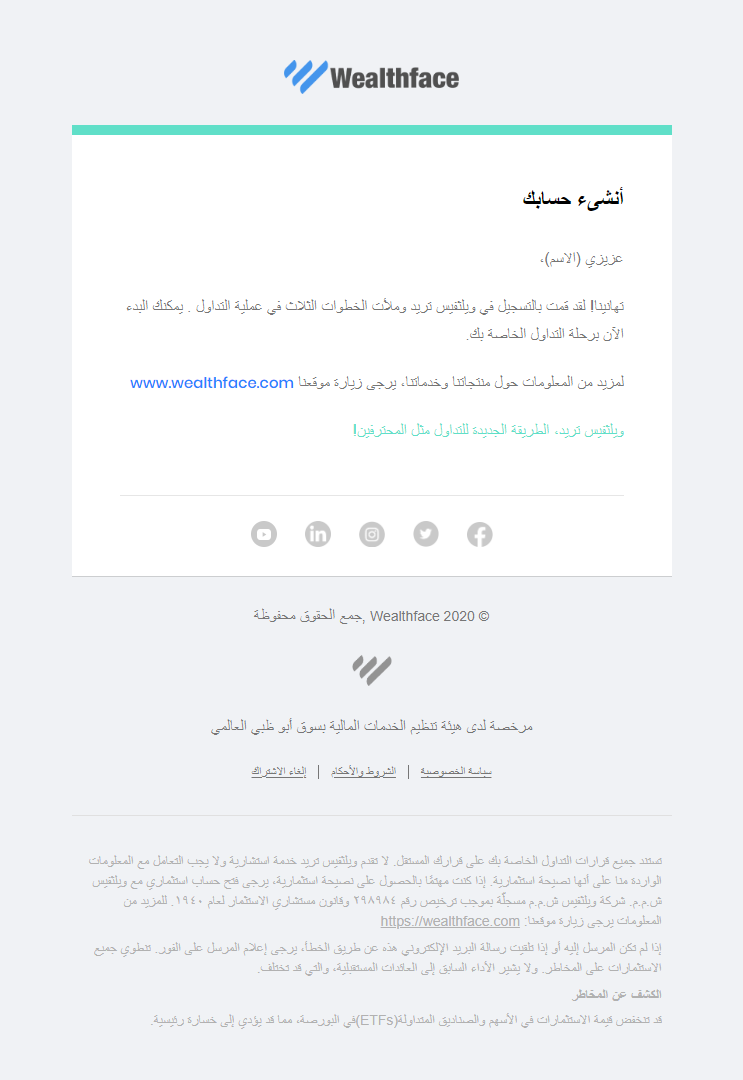 Wealthface
أنشىء حسابك
عزيزي (الاسم)،
تهانينا! لقد قمت بالتسجيل في ويلثفيس تريد وملأت الخطوات الثلاث في عملية التداول . يمكنك البدء
الآن برحلة التداول الخاصة بك.
لمزيد من المعلومات حول منتجاتنا وخدماتنا، يرجى زيارة موقعنا www.wealthface.com
ويلثفيس تريد، الطريقة الجديدة للتداول مثل المحترفين!
© Wealthface 2020 ,جمع الحقوق محفوظة
مرخصة لدى هيئة تنظيم الخدمات المالية بسوق أبو ظبي العالمي
سياسة الخصوصية | الشروط والأحكام | إلغاء الاشتراك
تستند جميع قرارات التداول الخاصة بك على قرارك المستقل. لا تقدم ويلثفيس تريد خدمة استشارية ولا يجب التعامل مع المعلومات
الواردة منا على أنها نصيحة استثمارية. إذا كنت مهتمًا بالحصول على نصيحة استثمارية، يرجى فتح حساب استثماري مع ويلثفيس
ش.م.م. شركة ويلثفيس ش.م.م مسجلّة بموجب ترخيص رقم ٢٩٨٩٨٤ وقانون مستشاري الاستثمار لعام ١٩٤٠. للمزيد من
المعلومات يرجى زيارة موقعنا: https://wealthface.com
إذا لم تكن المرسل إليه أو إذا تلقيت رسالة البريد الإلكتروني هذه عن طريق الخطأ، يرجى إعلام المرسل على الفور. تنطوي جميع
الاستثمارات على المخاطر. ولا يشير الأداء السابق إلى العائدات المستقبلية، والتي قد تختلف.
الكشف عن المخاطر
قد تنخفض قيمة الاستثمارات في الأسهم والصناديق المتداولة(ETFs)في البورصة، مما قد يؤدي إلى خسارة رئيسية.